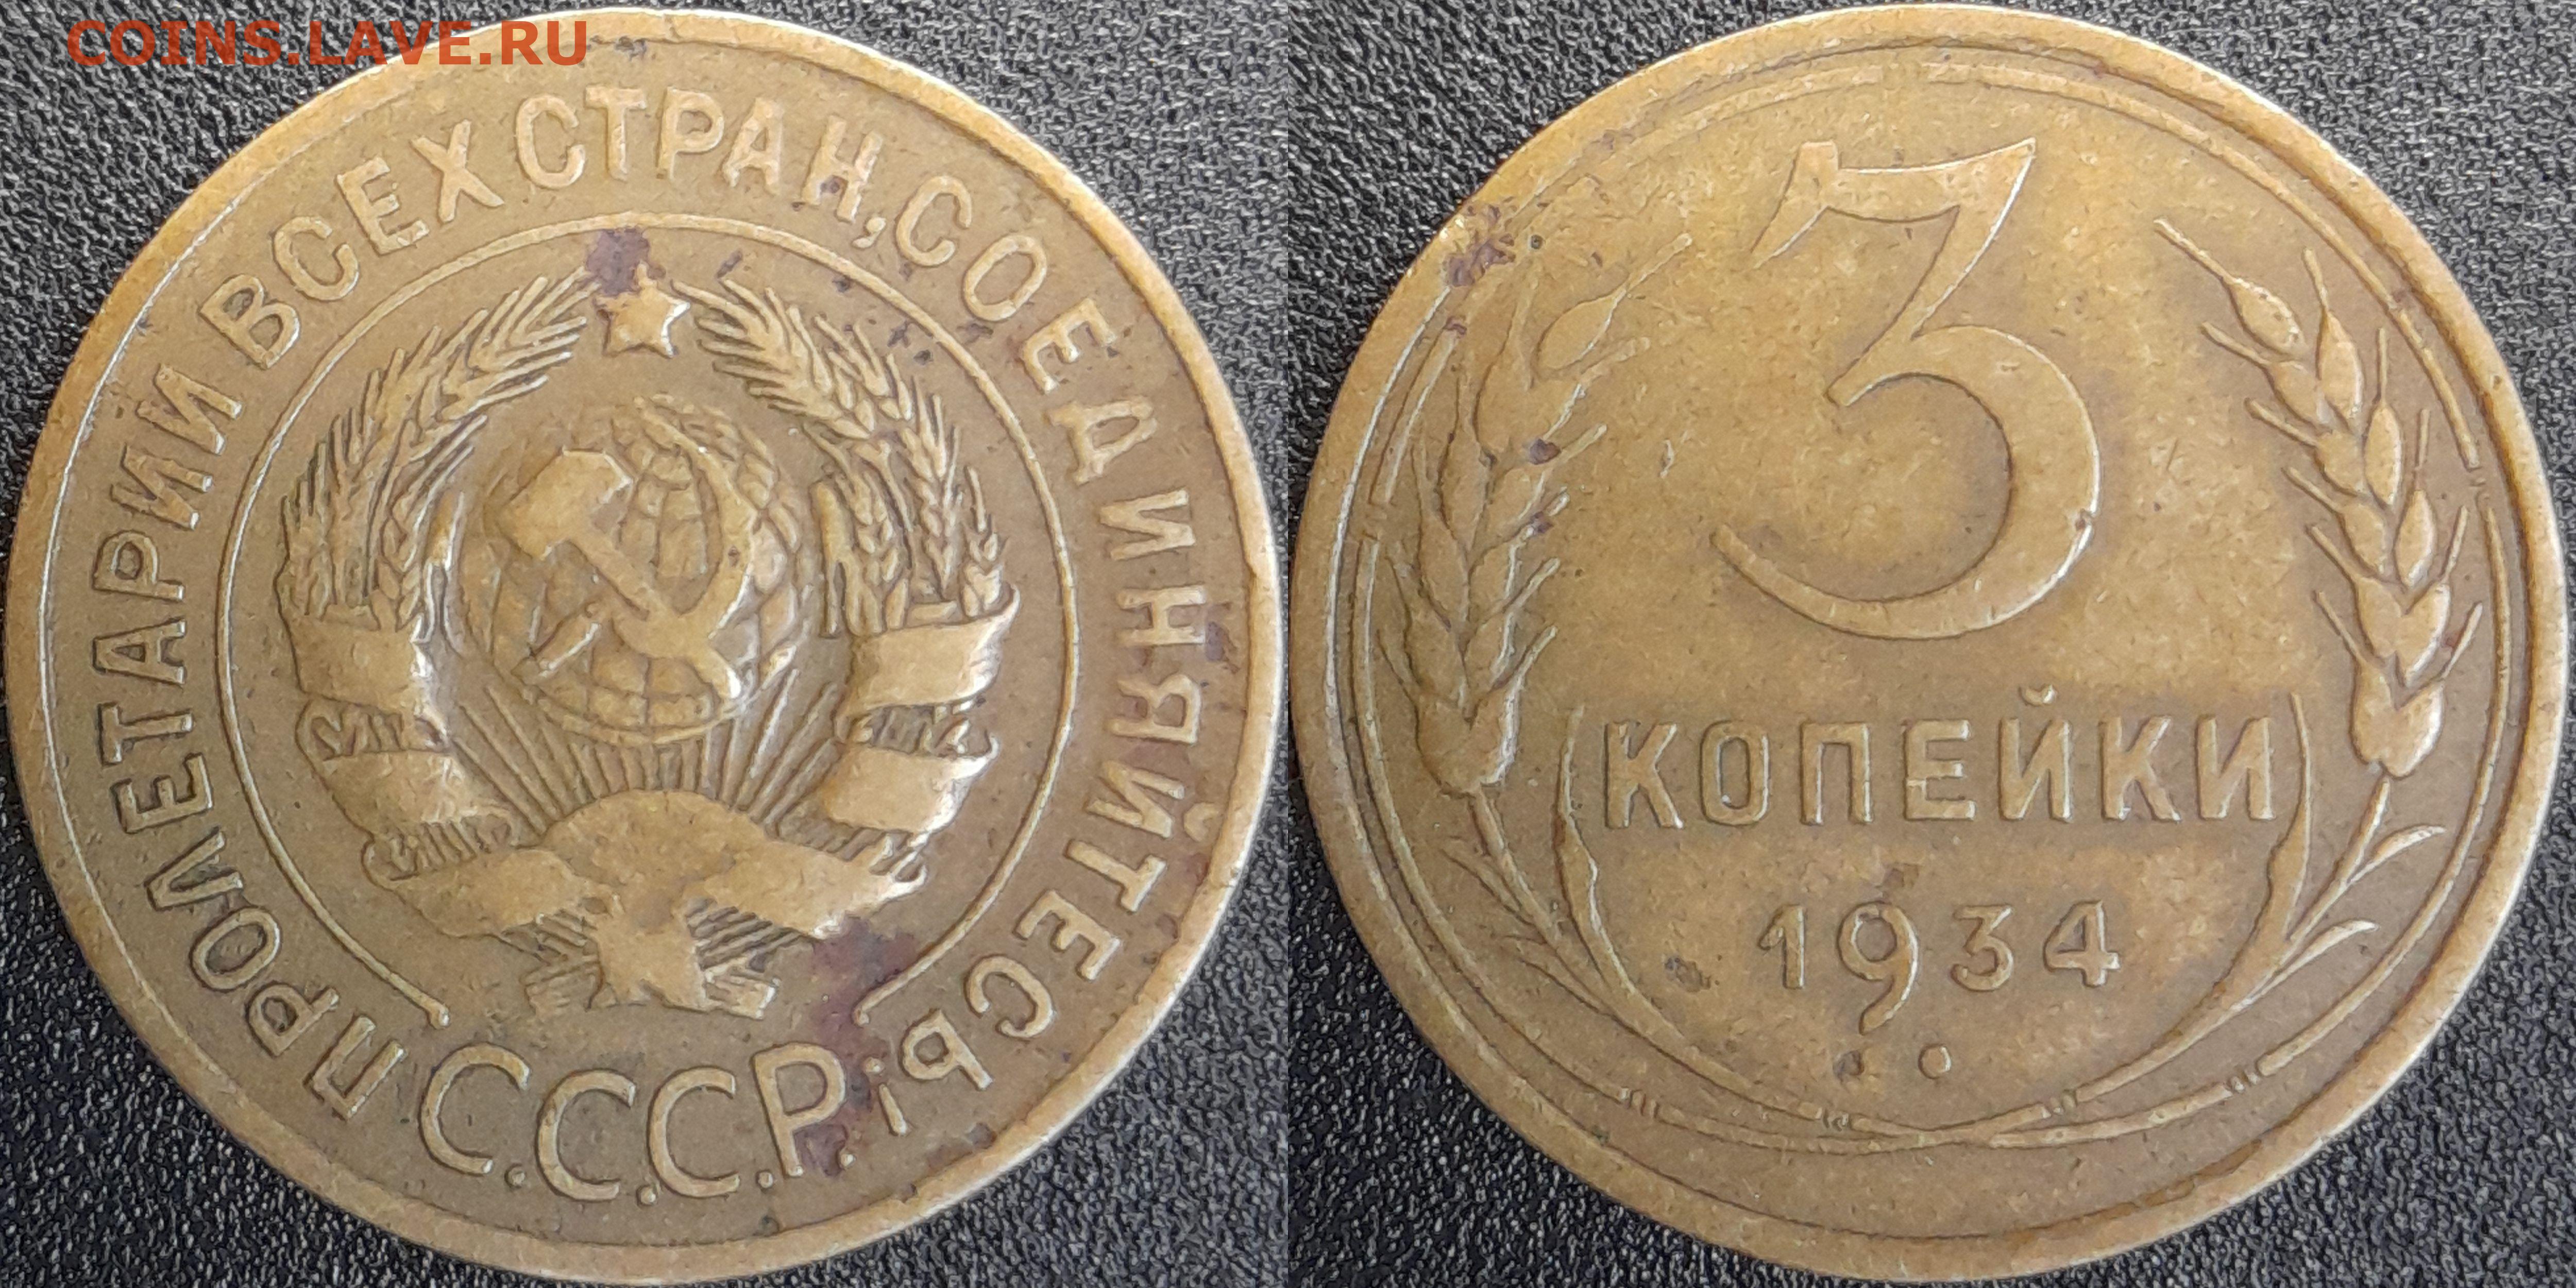 COINS.LAVE.RU
ПРОЛЕТАРИИ ВСЕХ СТРАН, СОЕДИНЯЙТЕСЬ!
С.С.С.Р.
3
КОПЕЙКИ
1934